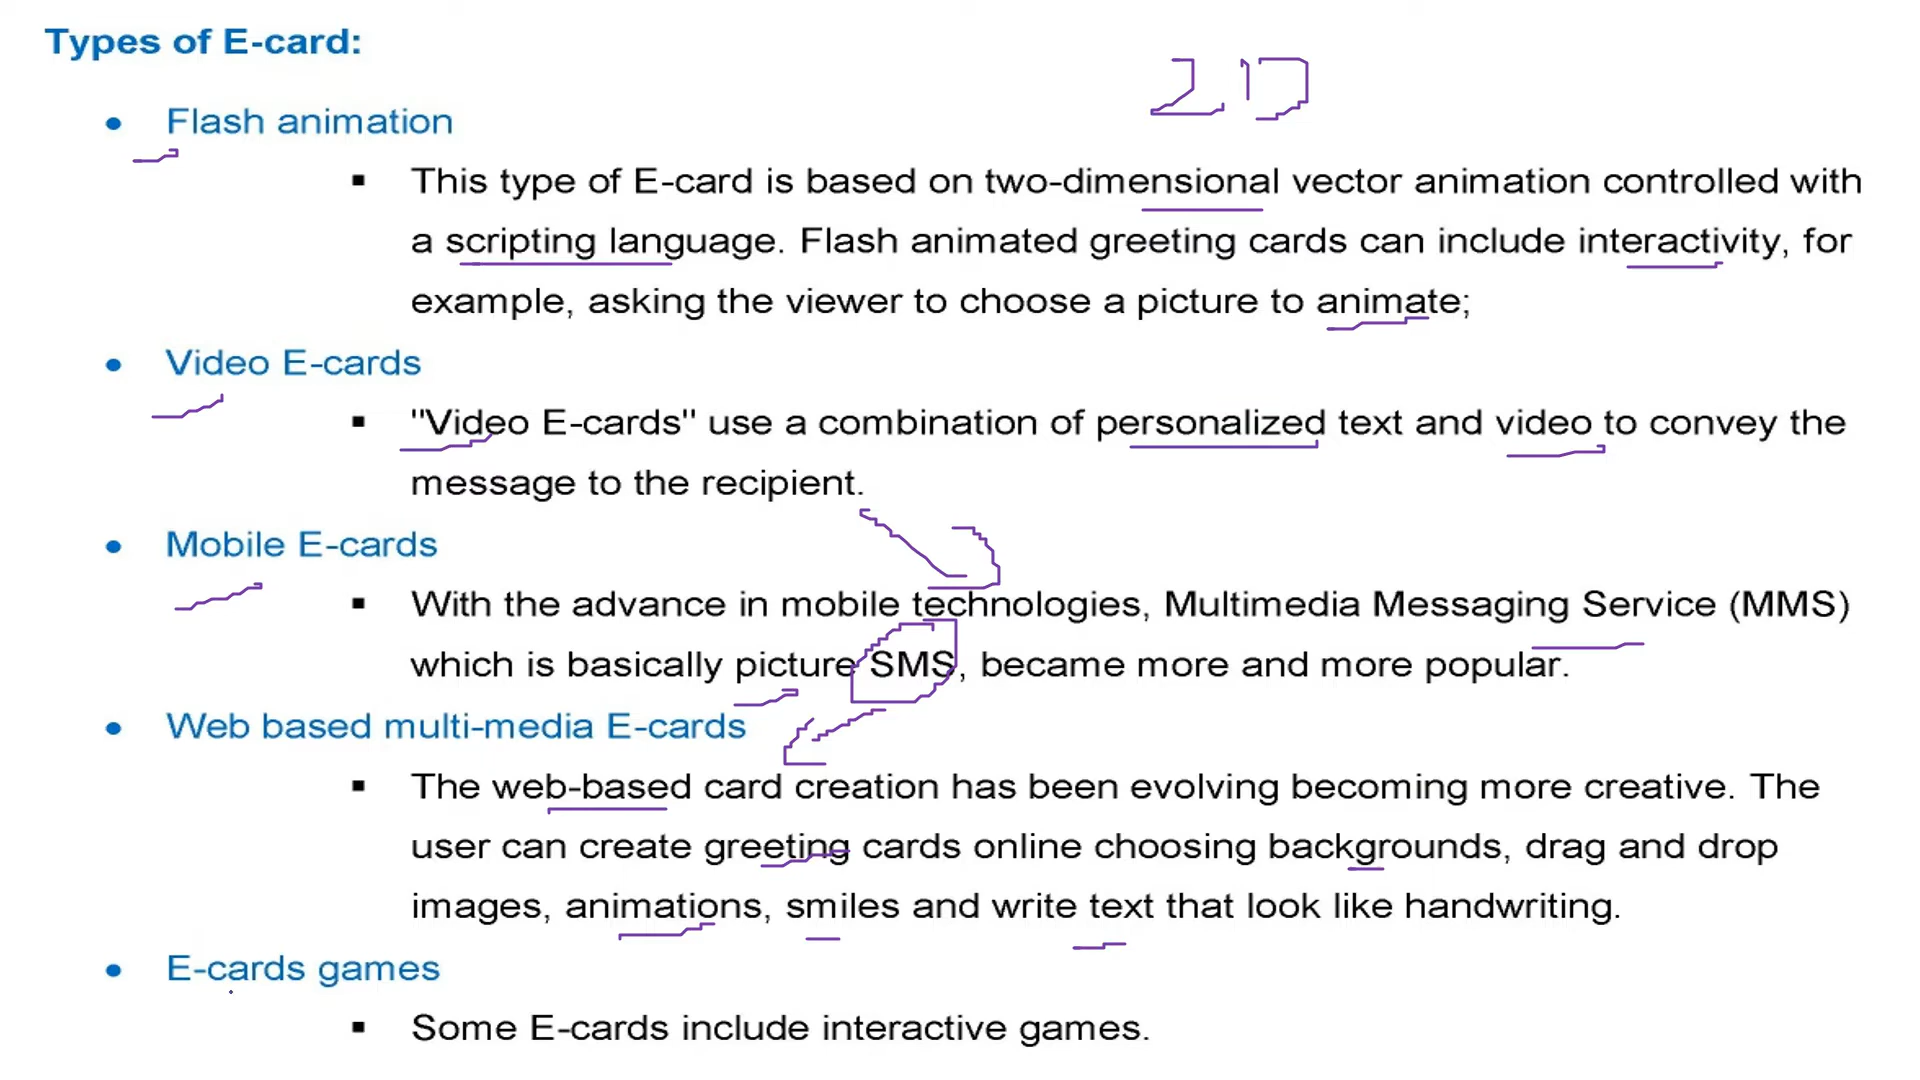 Types of E-card:
2D
• Flash animation
▪ This type of E-card is based on two-dimensional vector animation controlled with
a scripting language. Flash animated greeting cards can include interactivity, for
example, asking the viewer to choose a picture to animate;
• Video E-cards
▪ "Video E-cards" use a combination of personalized text and video to convey the
message to the recipient.
• Mobile E-cards
▪ With the advance in mobile technologies, Multimedia Messaging Service (MMS)
which is basically picture SMS, became more and more popular.
• Web based multi-media E-cards
▪ The web-based card creation has been evolving becoming more creative. The
user can create greeting cards online choosing backgrounds, drag and drop
images, animations, smiles and write text that look like handwriting.
• E-cards games
▪ Some E-cards include interactive games.